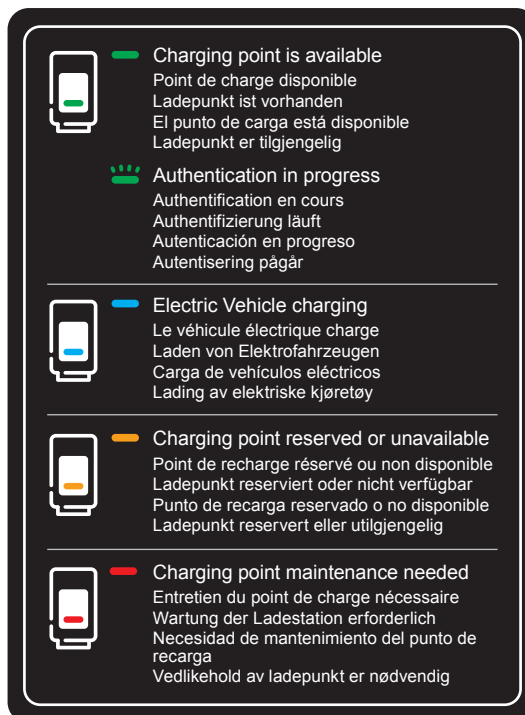 Charging point is available
Point de charge disponible
Ladepunkt ist vorhanden
El punto de carga está disponible
Ladepunkt er tilgjengelig
Authentication in progress
Authentification en cours
Authentifizierung läuft
Autenticación en progreso
Autentisering pågår
Electric Vehicle charging
Le véhicule électrique charge
Laden von Elektrofahrzeugen
Carga de vehículos eléctricos
Lading av elektriske kjøretøy
Charging point reserved or unavailable
Point de recharge réservé ou non disponible
Ladepunkt reserviert oder nicht verfügbar
Punto de recarga reservado o no disponible
Ladepunkt reservert eller utilgjengelig
Charging point maintenance needed
Entretien du point de charge nécessaire
Wartung der Ladestation erforderlich
Necesidad de mantenimiento del punto de
recarga
Vedlikehold av ladepunkt er nødvendig